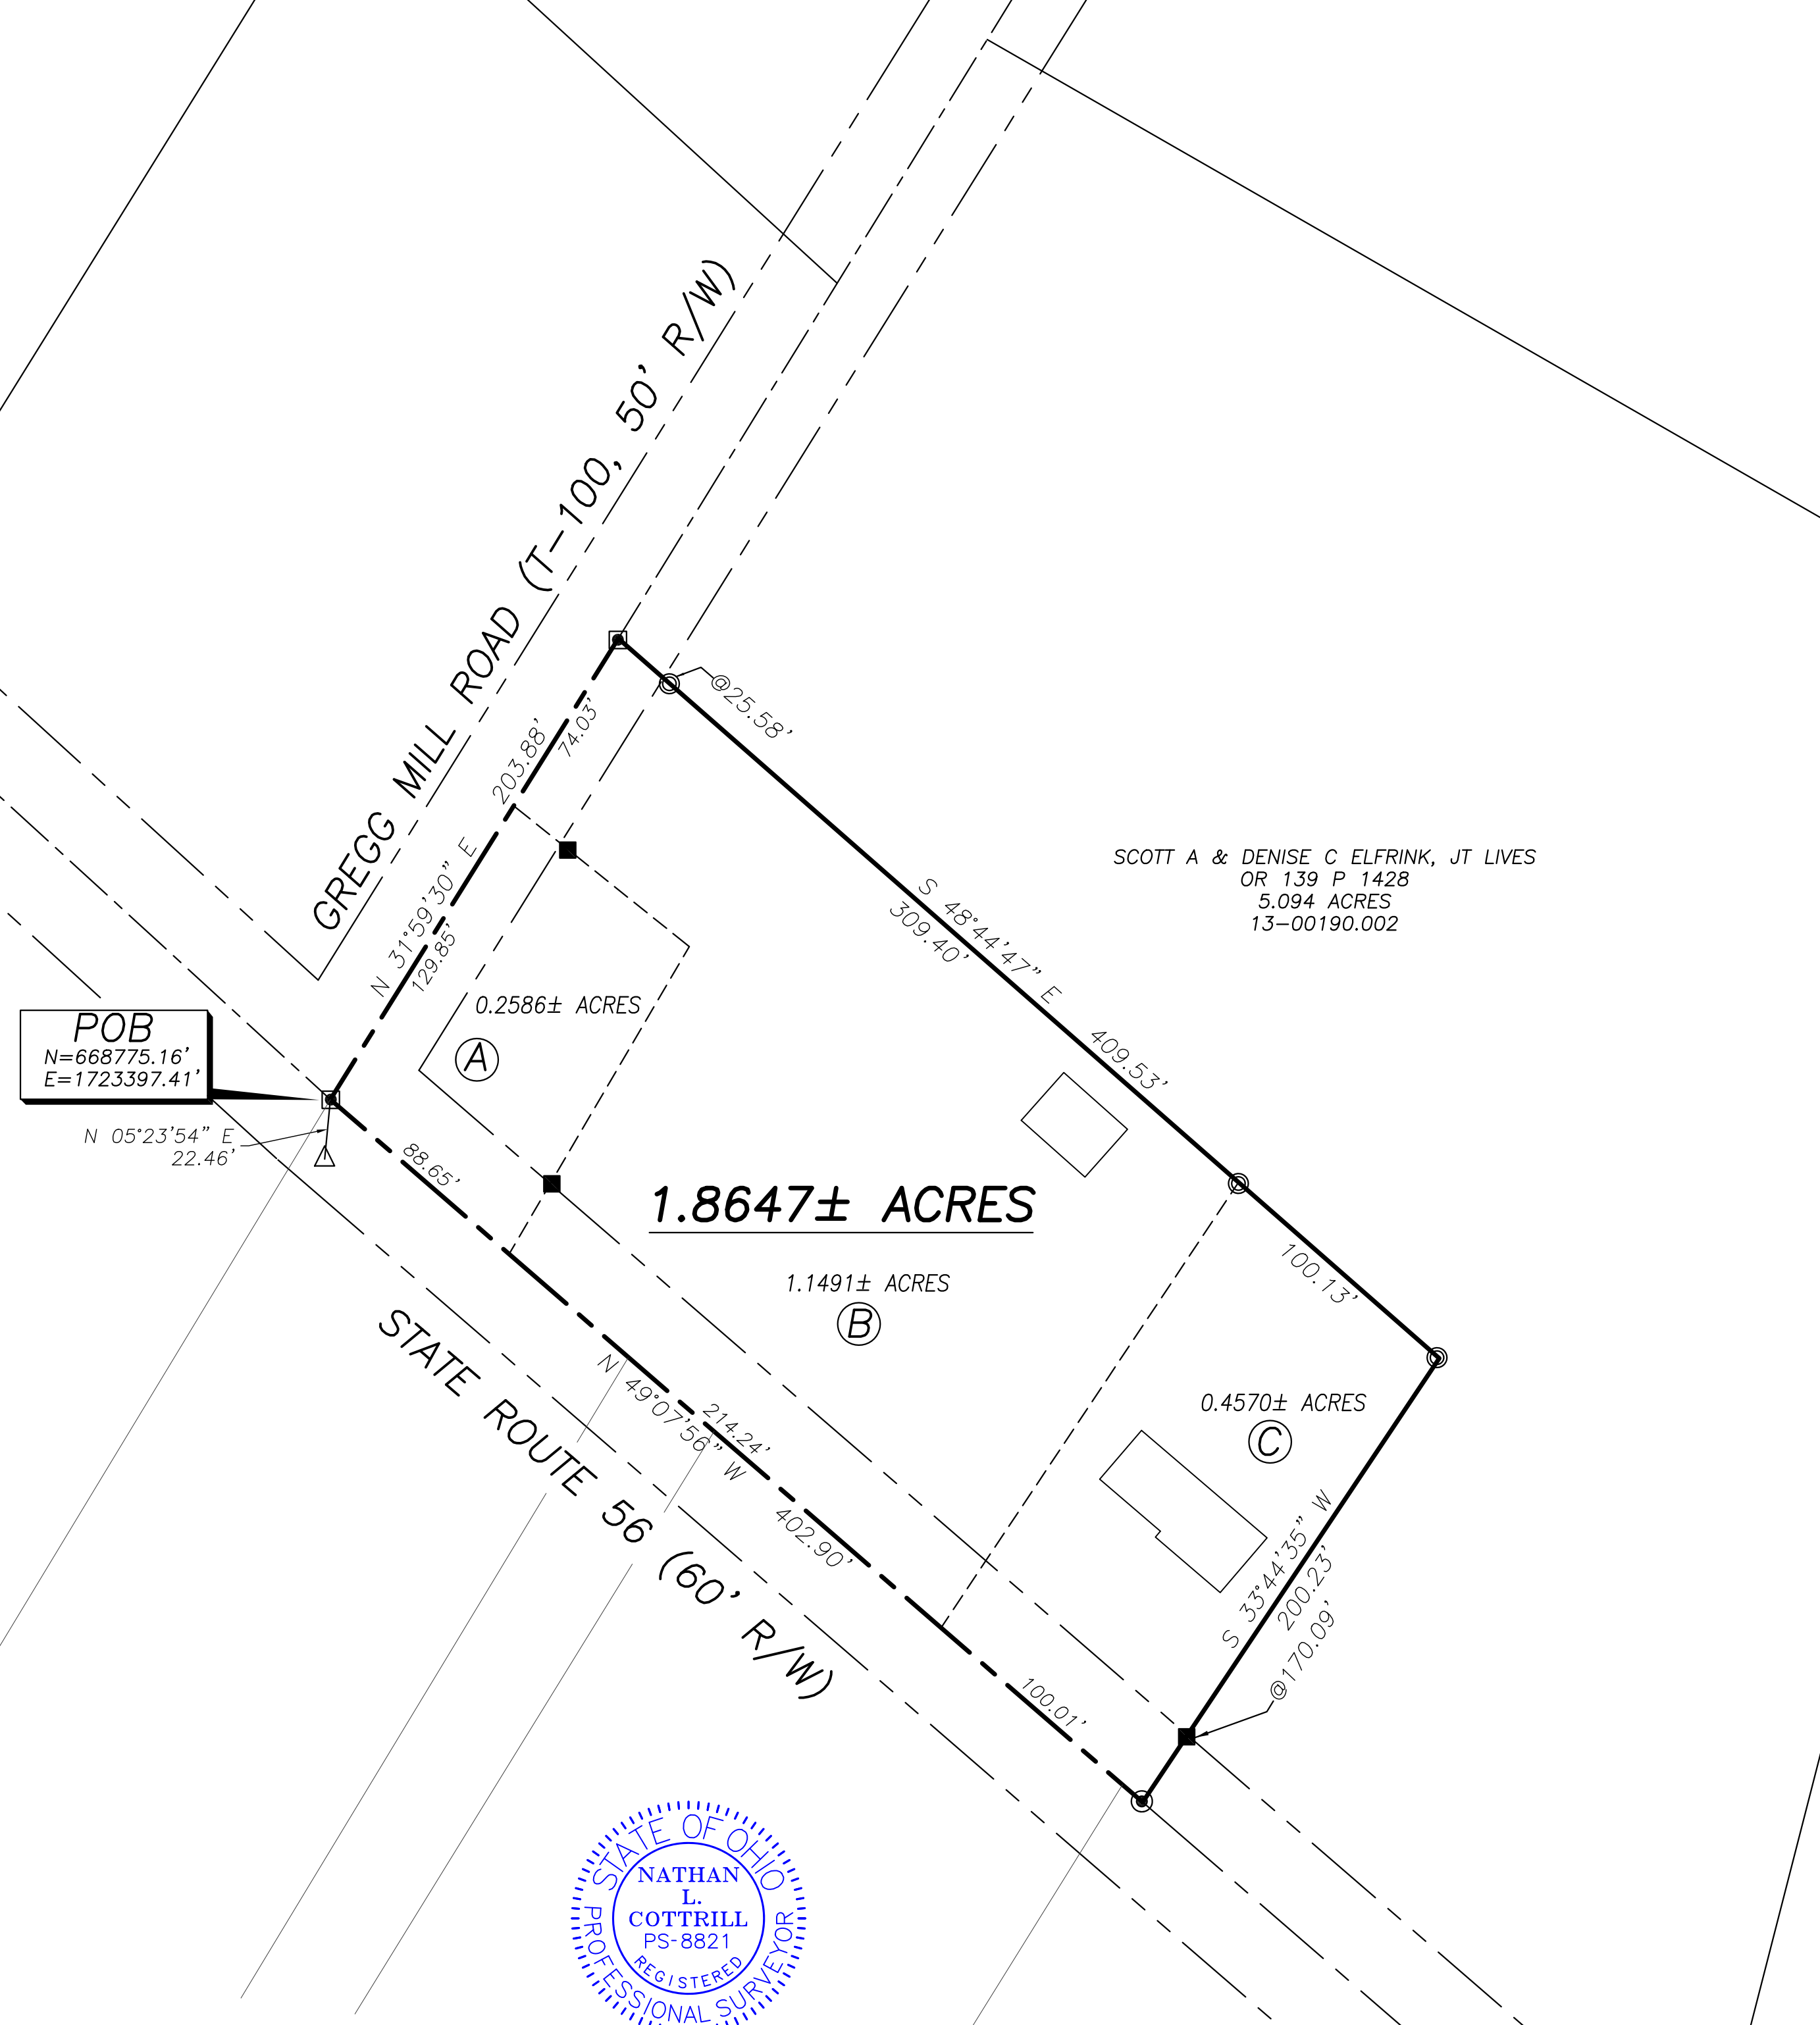 GREGG MILL ROAD (T-100, 50' R/W)
@25.58'
203.88'
74.03'
N 31°59'30" E
129.85'
S 48°44'47" E
309.40'
409.53'
SCOTT A & DENISE C ELFRINK, JT LIVES
OR 139 P 1428
5.094 ACRES
13-00190.002
POB
N=668775.16'
E=1723397.41'
N 05°23'54" E
22.46'
0.2586± ACRES
A
88.65'
1.8647± ACRES
1.1491± ACRES
B
100.13'
0.4570± ACRES
C
STATE ROUTE 56 (60' R/W)
N 49°07'56" W
214.24'
402.90'
S 33°44'35" W
200.23'
@170.09'
100.01'
STATE OF OHIO
NATHAN
L.
COTTRILL
PS-8821
REGISTERED
PROFESSIONAL SURVEYOR